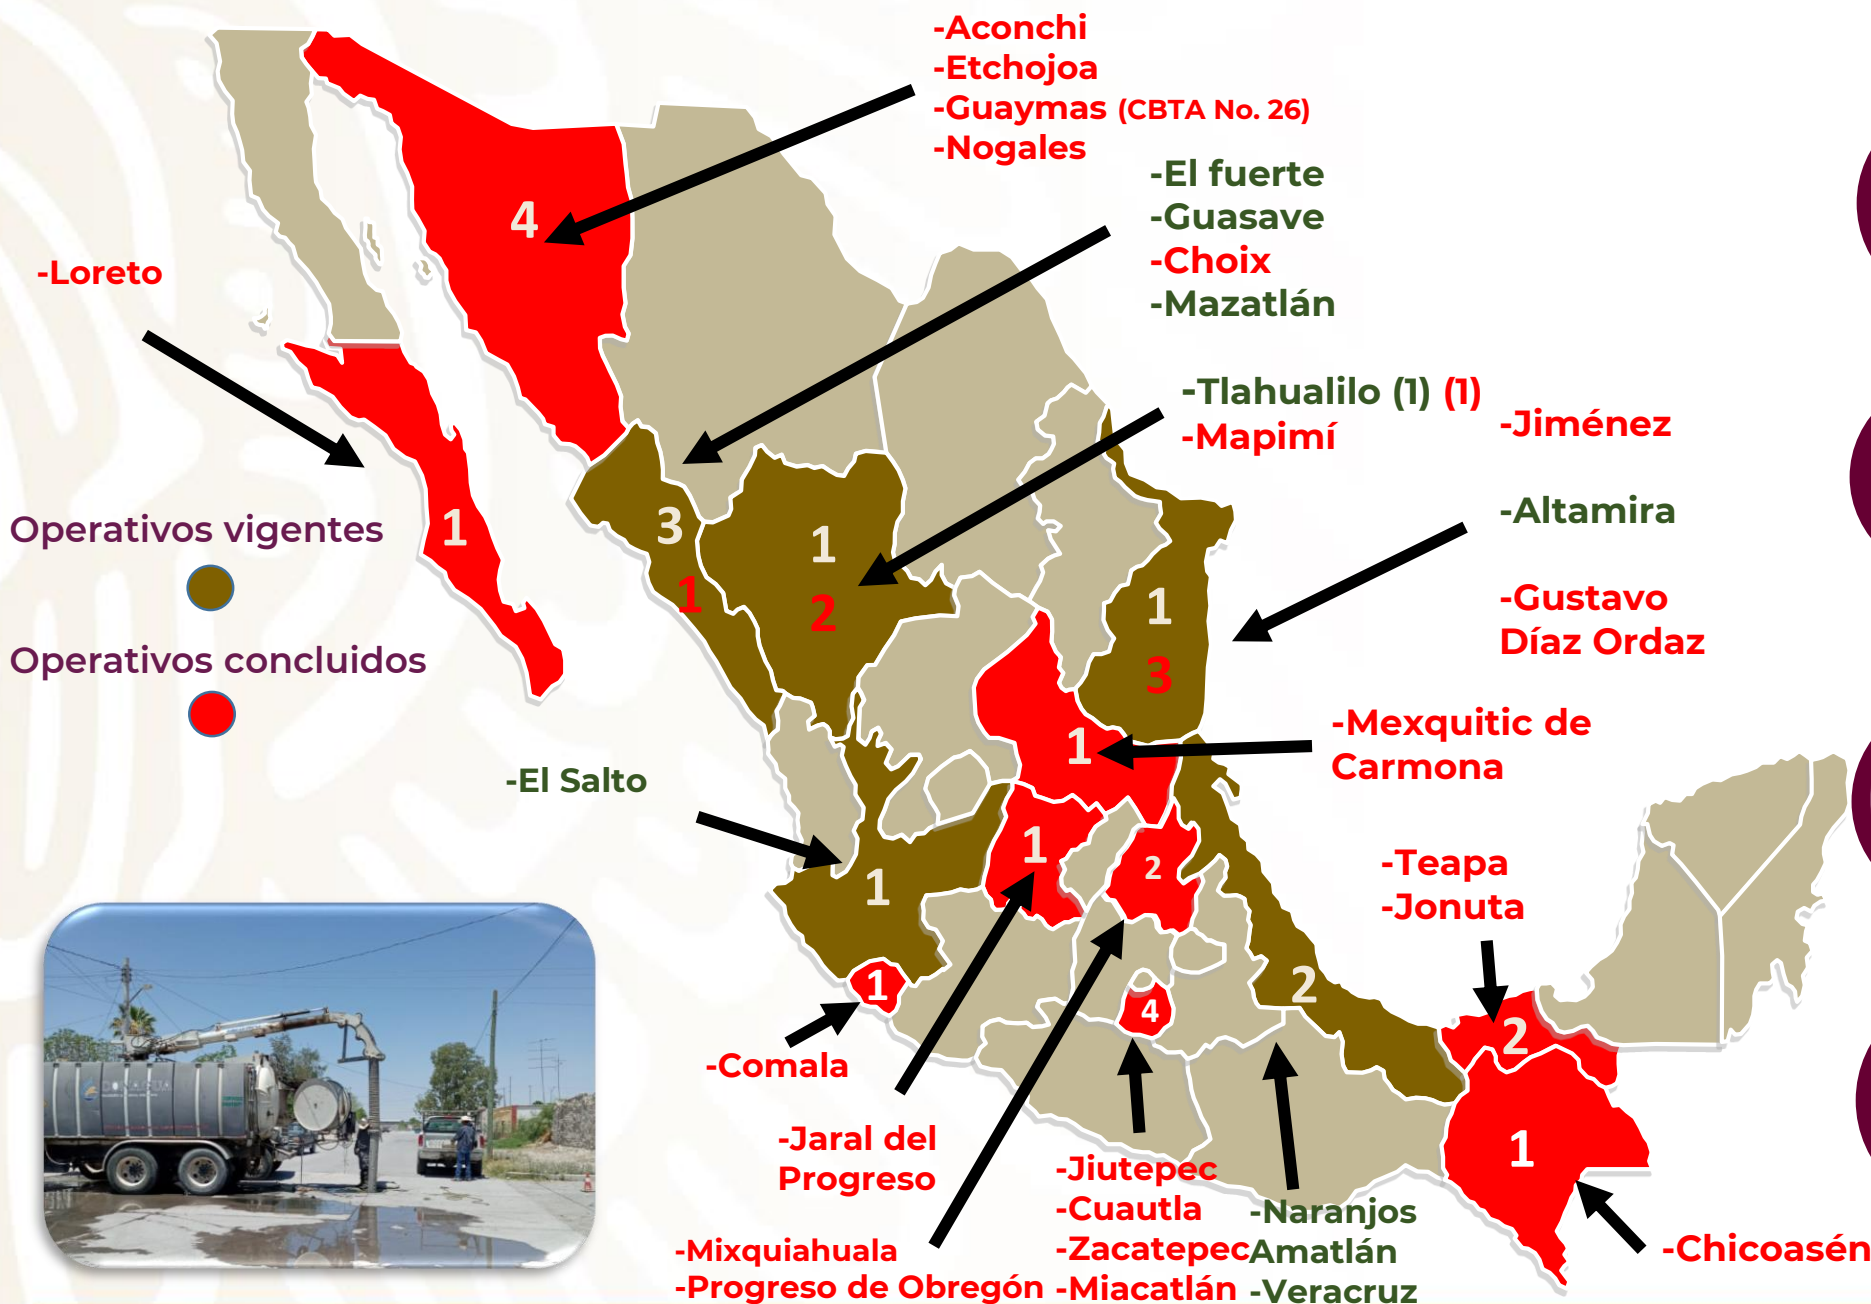 -Aconchi
-Etchojoa
-Guaymas (CBTA No. 26)
-Nogales
-El fuerte
-Guasave
-Choix
-Mazatlán
4
-Loreto
-Tlahualilo (1) (1)
-Mapimí
-Jiménez
-Altamira
-Gustavo
Díaz Ordaz
Operativos vigentes
Operativos concluidos
1
3
1
1
2
1
3
-Mexquitic de
Carmona
1
-El Salto
1
1
2
-Teapa
-Jonuta
1
2
4
2
1
-Comala
-Jaral del
Progreso
-Mixquiahuala
-Progreso de Obregón
-Jiutepec
-Cuautla
-Zacatepec
-Miacatlán
-Naranjos
Amatlán
-Veracruz
-Chicoasén